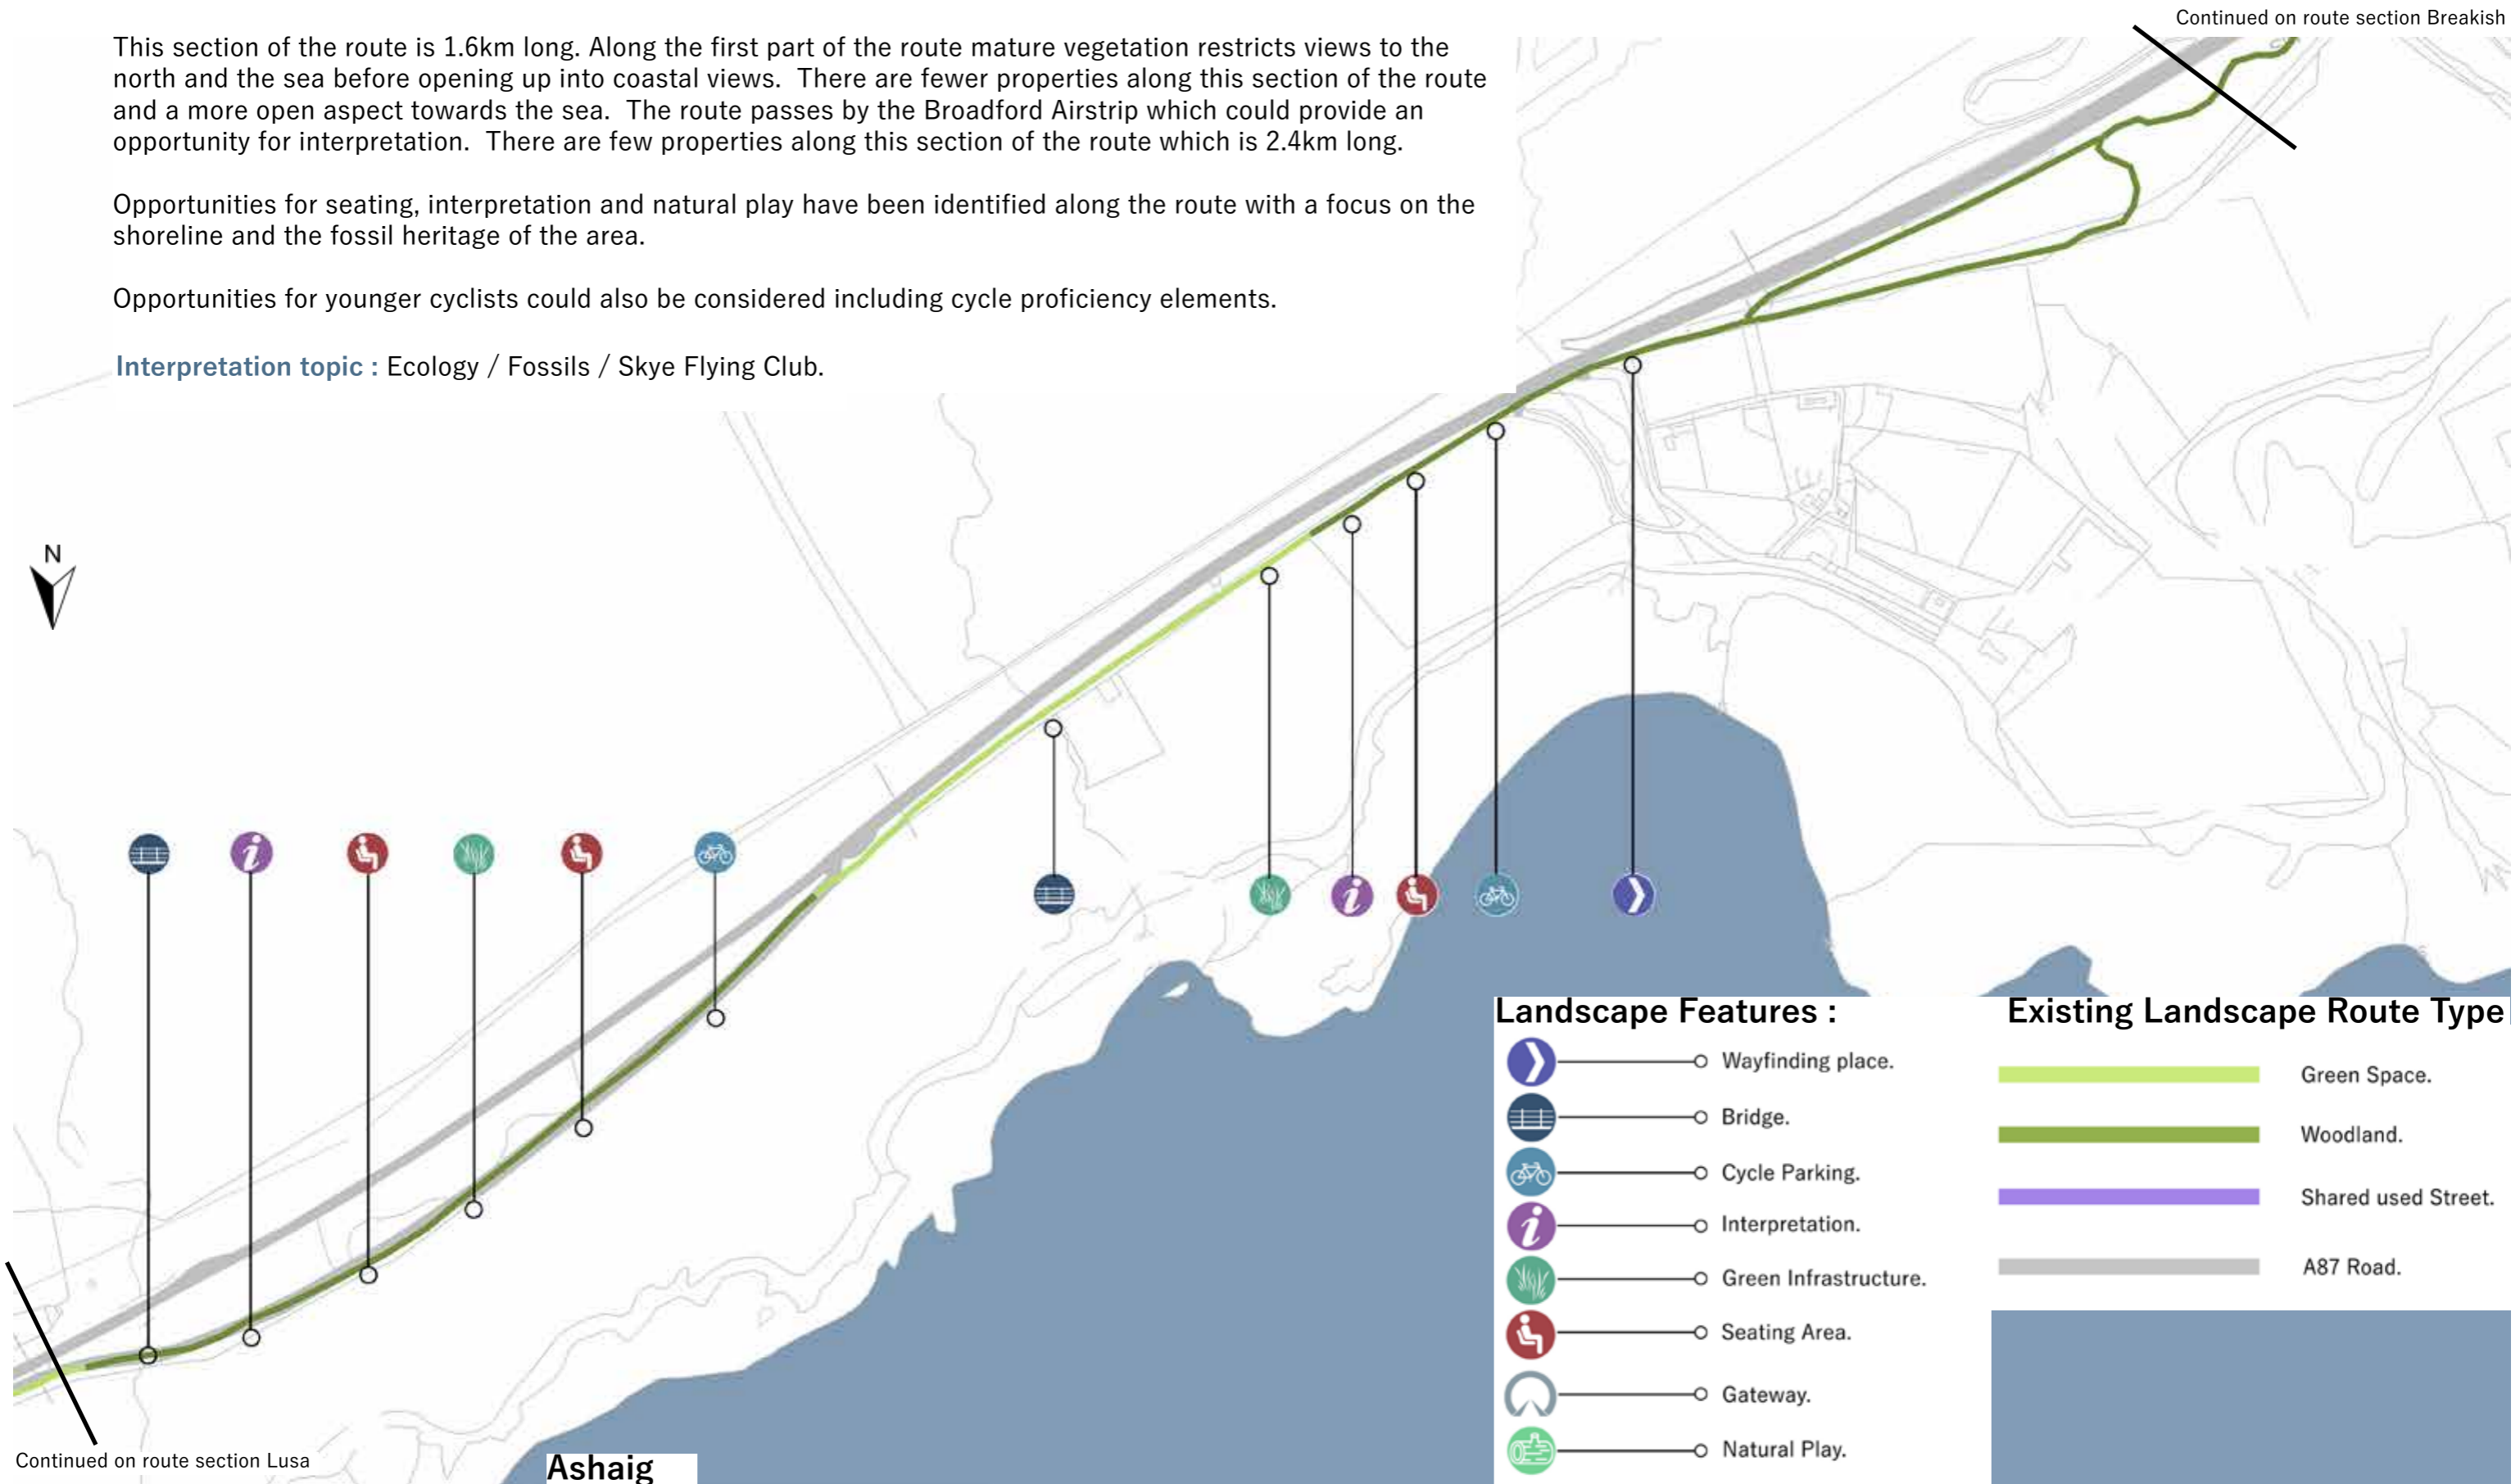 Continued on route section Breakish
This section of the route is 1.6km long. Along the first part of the route mature vegetation restricts views to the
north and the sea before opening up into coastal views. There are fewer properties along this section of the route
and a more open aspect towards the sea. The route passes by the Broadford Airstrip which could provide an
opportunity for interpretation. There are few properties along this section of the route which is 2.4km long.
Opportunities for seating, interpretation and natural play have been identified along the route with a focus on the
shoreline and the fossil heritage of the area.
Opportunities for younger cyclists could also be considered including cycle proficiency elements.
Interpretation topic : Ecology / Fossils / Skye Flying Club.
N
Landscape Features :
Wayfinding place.
Bridge.
Cycle Parking.
Interpretation.
Green Infrastructure.
Seating Area.
Gateway.
Natural Play.
Existing Landscape Route Type
Green Space.
Woodland.
Shared used Street.
A87 Road.
Continued on route section Lusa
Ashaig